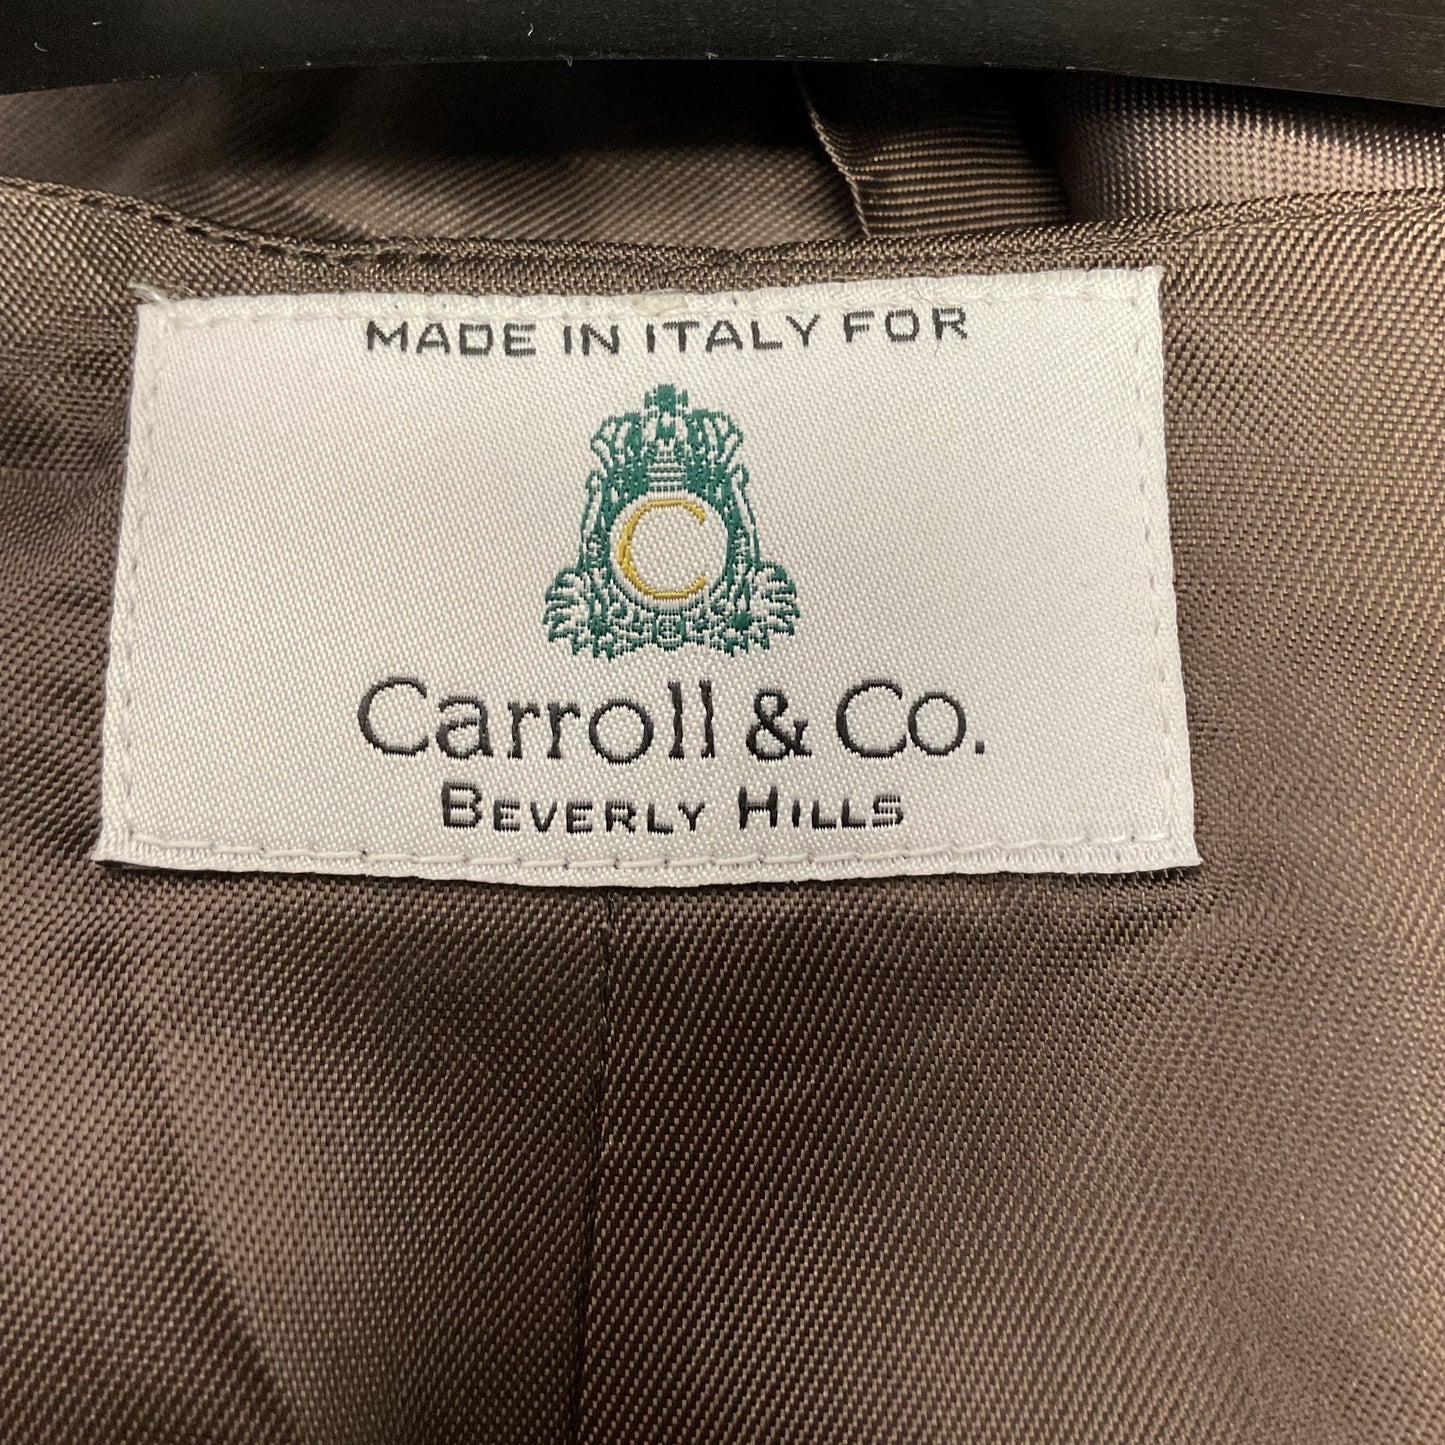 MADE IN ITALY FOR
C
Carroll & Co.
BEVERLY HILLS